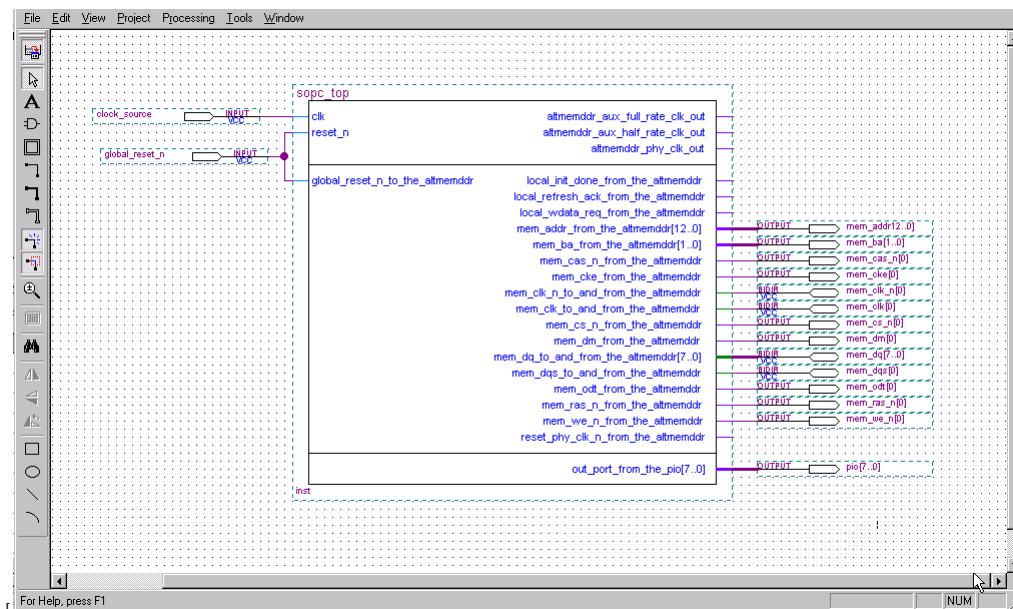 File Edit View Project Processing Tools Window
sopc_top
clock_source INPUT VCC clk altmemddr_aux_full_rate_clk_out
reset_n altmemddr_aux_half_rate_clk_out
global_reset_n INPUT VCC altmemddr_phy_clk_out
global_reset_n_to_the_altmemddr local_init_done_from_the_altmemddr
local_refresh_ack_from_the_altmemddr
local_wdata_req_from_the_altmemddr
mem_addr_from_the_altmemddr[12..0] OUTPUT mem_addr12..0]
mem_ba_from_the_altmemddr[1..0] OUTPUT mem_ba[1..0]
mem_cas_n_from_the_altmemddr OUTPUT mem_cas_n[0]
mem_cke_from_the_altmemddr OUTPUT mem_cke[0]
mem_clk_n_to_and_from_the_altmemddr BIDIR VCC mem_clk_n[0]
mem_clk_to_and_from_the_altmemddr BIDIR VCC mem_clk[0]
mem_cs_n_from_the_altmemddr OUTPUT mem_cs_n[0]
mem_dm_from_the_altmemddr OUTPUT mem_dm[0]
mem_dq_to_and_from_the_altmemddr[7..0] BIDIR VCC mem_dq[7..0]
mem_dqs_to_and_from_the_altmemddr BIDIR VCC mem_dqs[0]
mem_odt_from_the_altmemddr OUTPUT mem_odt[0]
mem_ras_n_from_the_altmemddr OUTPUT mem_ras_n[0]
mem_we_n_from_the_altmemddr OUTPUT mem_we_n[0]
reset_phy_clk_n_from_the_altmemddr
out_port_from_the_pio[7..0] OUTPUT pio[7..0]
inst
For Help, press F1 NUM